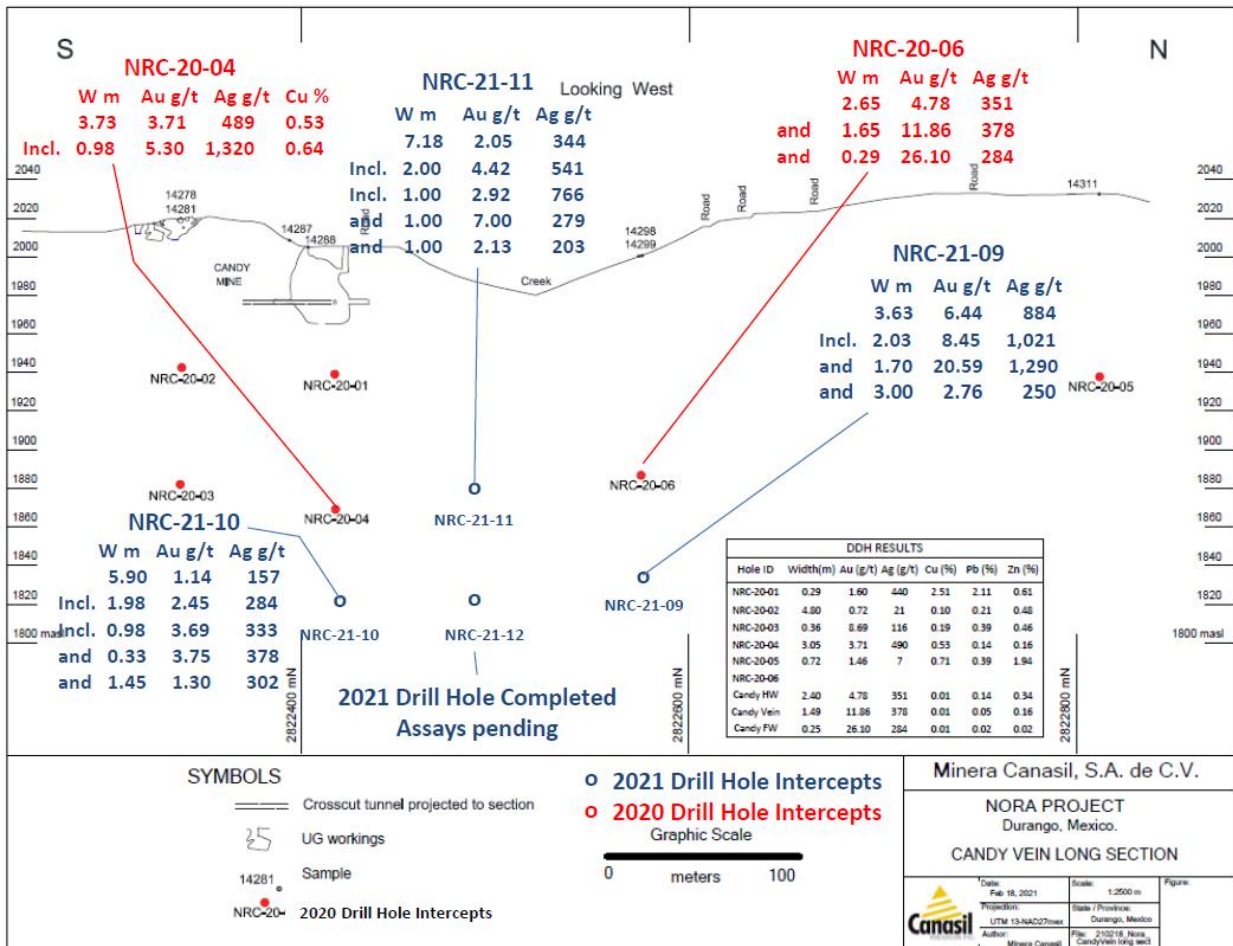 S
N
Looking West
NRC-20-04
W m Au g/t Ag g/t Cu %
3.73 3.71 489 0.53
Incl. 0.98 5.30 1,320 0.64
NRC-21-11
W m Au g/t Ag g/t
7.18 2.05 344
Incl. 2.00 4.42 541
Incl. 1.00 2.92 766
and 1.00 7.00 279
and 1.00 2.13 203
NRC-20-06
W m Au g/t Ag g/t
2.65 4.78 351
and 1.65 11.86 378
and 0.29 26.10 284
NRC-21-09
W m Au g/t Ag g/t
3.63 6.44 884
Incl. 2.03 8.45 1,021
and 1.70 20.59 1,290
and 3.00 2.76 250
2040
2020
2000
1980
1960
1940
1920
1900
1880
1860
1840
1820
1800 masl
2040
2020
2000
1980
1960
1940
1920
1900
1880
1860
1840
1820
1800 masl
14278
14281
14287
14288
Road
CANDY
MINE
Creek
14298
14299
Road
Road
Road
Road
14311
NRC-20-02
NRC-20-01
NRC-20-05
NRC-20-03
NRC-20-04
NRC-21-11
NRC-20-06
NRC-21-10
W m Au g/t Ag g/t
5.90 1.14 157
Incl. 1.98 2.45 284
Incl. 0.98 3.69 333
and 0.33 3.75 378
and 1.45 1.30 302
NRC-21-10
NRC-21-12
NRC-21-09
2021 Drill Hole Completed
Assays pending
2822400 mN
2822600 mN
2822800 mN
DDH RESULTS
Hole ID Width(m) Au (g/t) Ag (g/t) Cu (%) Pb (%) Zn (%)
NRC-20-01 0.29 1.60 440 2.51 2.11 0.61
NRC-20-02 4.80 0.72 21 0.10 0.21 0.48
NRC-20-03 0.36 8.69 116 0.19 0.39 0.46
NRC-20-04 3.05 3.71 490 0.53 0.14 0.16
NRC-20-05 0.72 1.46 7 0.71 0.39 1.94
NRC-20-06
Candy HW 2.40 4.78 351 0.01 0.14 0.34
Candy Vein 1.49 11.86 378 0.01 0.05 0.16
Candy FW 0.25 26.10 284 0.01 0.02 0.02
SYMBOLS
Crosscut tunnel projected to section
UG workings
14281 Sample
NRC-20- 2020 Drill Hole Intercepts
2021 Drill Hole Intercepts
2020 Drill Hole Intercepts
Graphic Scale
0 meters 100
Minera Canasil, S.A. de C.V.
NORA PROJECT
Durango, Mexico.
CANDY VEIN LONG SECTION
Canasil
Date: Feb 18, 2021
Scale: 1:2500 m
Figure:
Projection: UTM 13-NAD27mex
State / Province: Durango, Mexico
Author: Minera Canasil
File: 210218_Nora_
CandyVein long sect